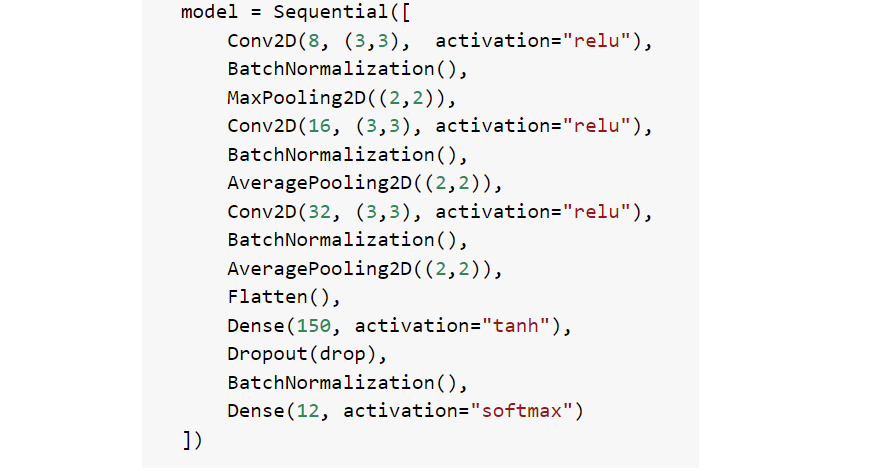 model = Sequential([
    Conv2D(8, (3,3),  activation="relu"),
    BatchNormalization(),
    MaxPooling2D((2,2)),
    Conv2D(16, (3,3), activation="relu"),
    BatchNormalization(),
    AveragePooling2D((2,2)),
    Conv2D(32, (3,3), activation="relu"),
    BatchNormalization(),
    AveragePooling2D((2,2)),
    Flatten(),
    Dense(150, activation="tanh"),
    Dropout(drop),
    BatchNormalization(),
    Dense(12, activation="softmax")
])